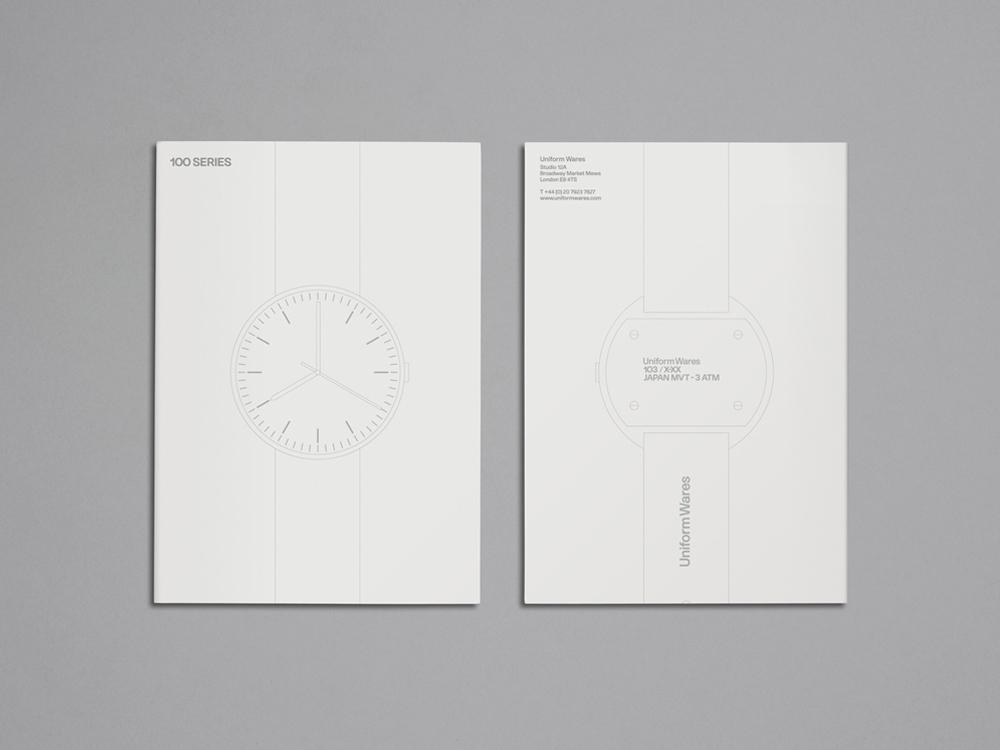 100 SERIES
Uniform Wares
Studio 12A
Broadway Market Mews
London E8 4TS
T +44 (0) 20 7923 7627
www.uniformwares.com
Uniform Wares
103 / X-XX
JAPAN MVT - 3 ATM
Uniform Wares